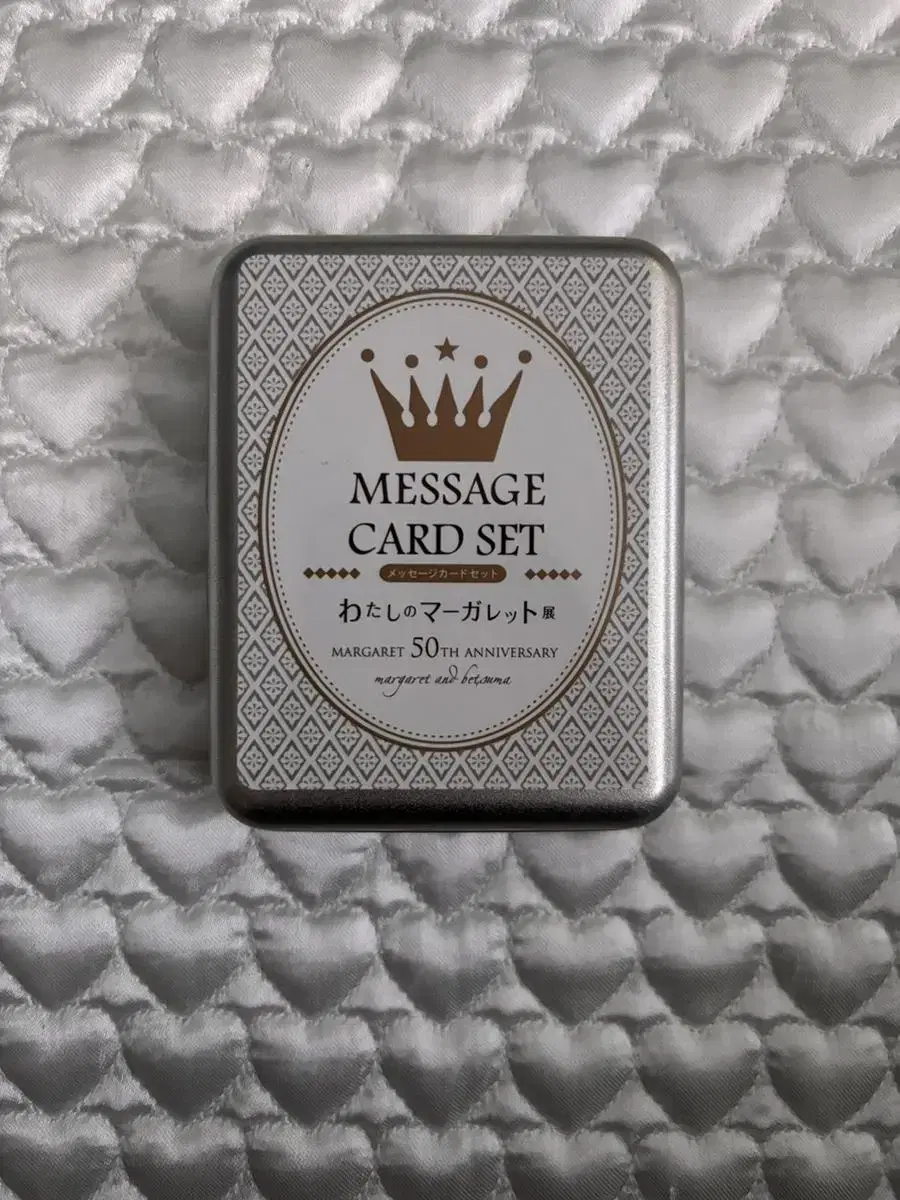 MESSAGE
CARD SET
メッセージカードセット
わたしのマーガレット展
MARGARET 50TH ANNIVERSARY
margaret and betsuma